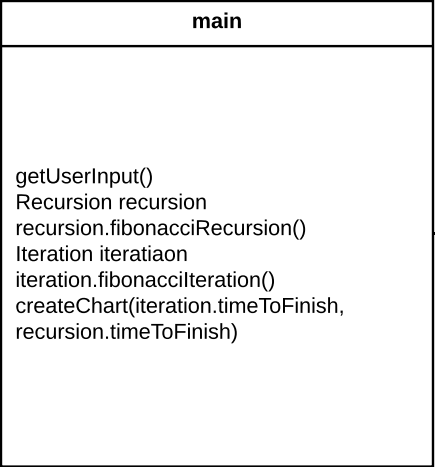 main
getUserInput()
Recursion recursion
recursion.fibonacciRecursion()
Iteration iteratiaon
iteration.fibonacciIteration()
createChart(iteration.timeToFinish,
recursion.timeToFinish)